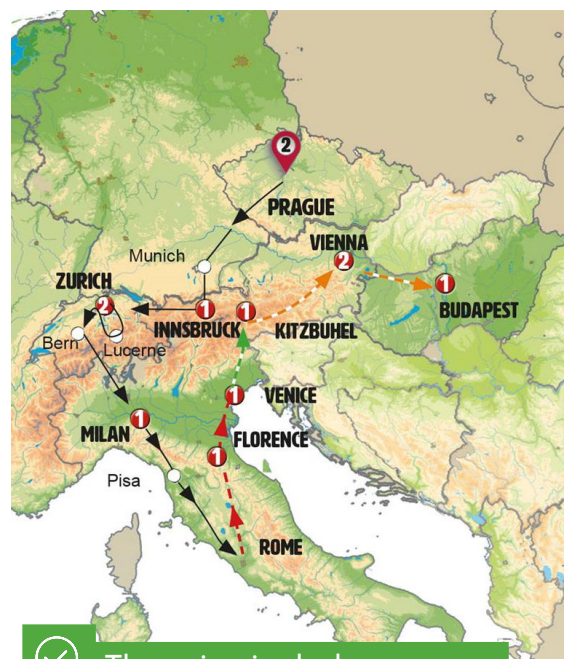 2
PRAGUE
VIENNA
2
Munich
ZURICH
2
1
INNSBRUCK
1
KITZBUHEL
1
BUDAPEST
Bern
Lucerne
1
VENICE
1
MILAN
FLORENCE
1
Pisa
ROME